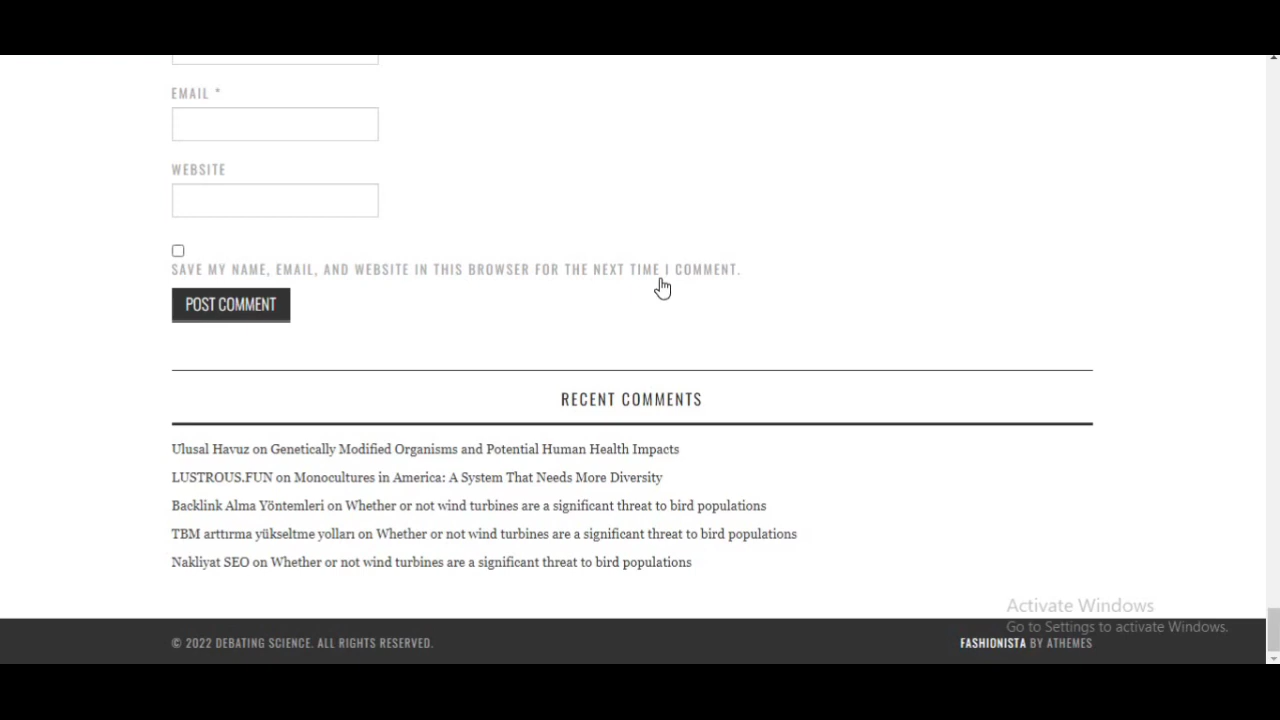 EMAIL *
WEBSITE
SAVE MY NAME, EMAIL, AND WEBSITE IN THIS BROWSER FOR THE NEXT TIME I COMMENT.
POST COMMENT
RECENT COMMENTS
Ulusal Havuz on Genetically Modified Organisms and Potential Human Health Impacts
LUSTROUS.FUN on Monocultures in America: A System That Needs More Diversity
Backlink Alma Yöntemleri on Whether or not wind turbines are a significant threat to bird populations
TBM arttırma yükseltme yolları on Whether or not wind turbines are a significant threat to bird populations
Nakliyat SEO on Whether or not wind turbines are a significant threat to bird populations
Activate Windows
Go to Settings to activate Windows.
© 2022 DEBATING SCIENCE. ALL RIGHTS RESERVED.
FASHIONISTA BY ATHEMES